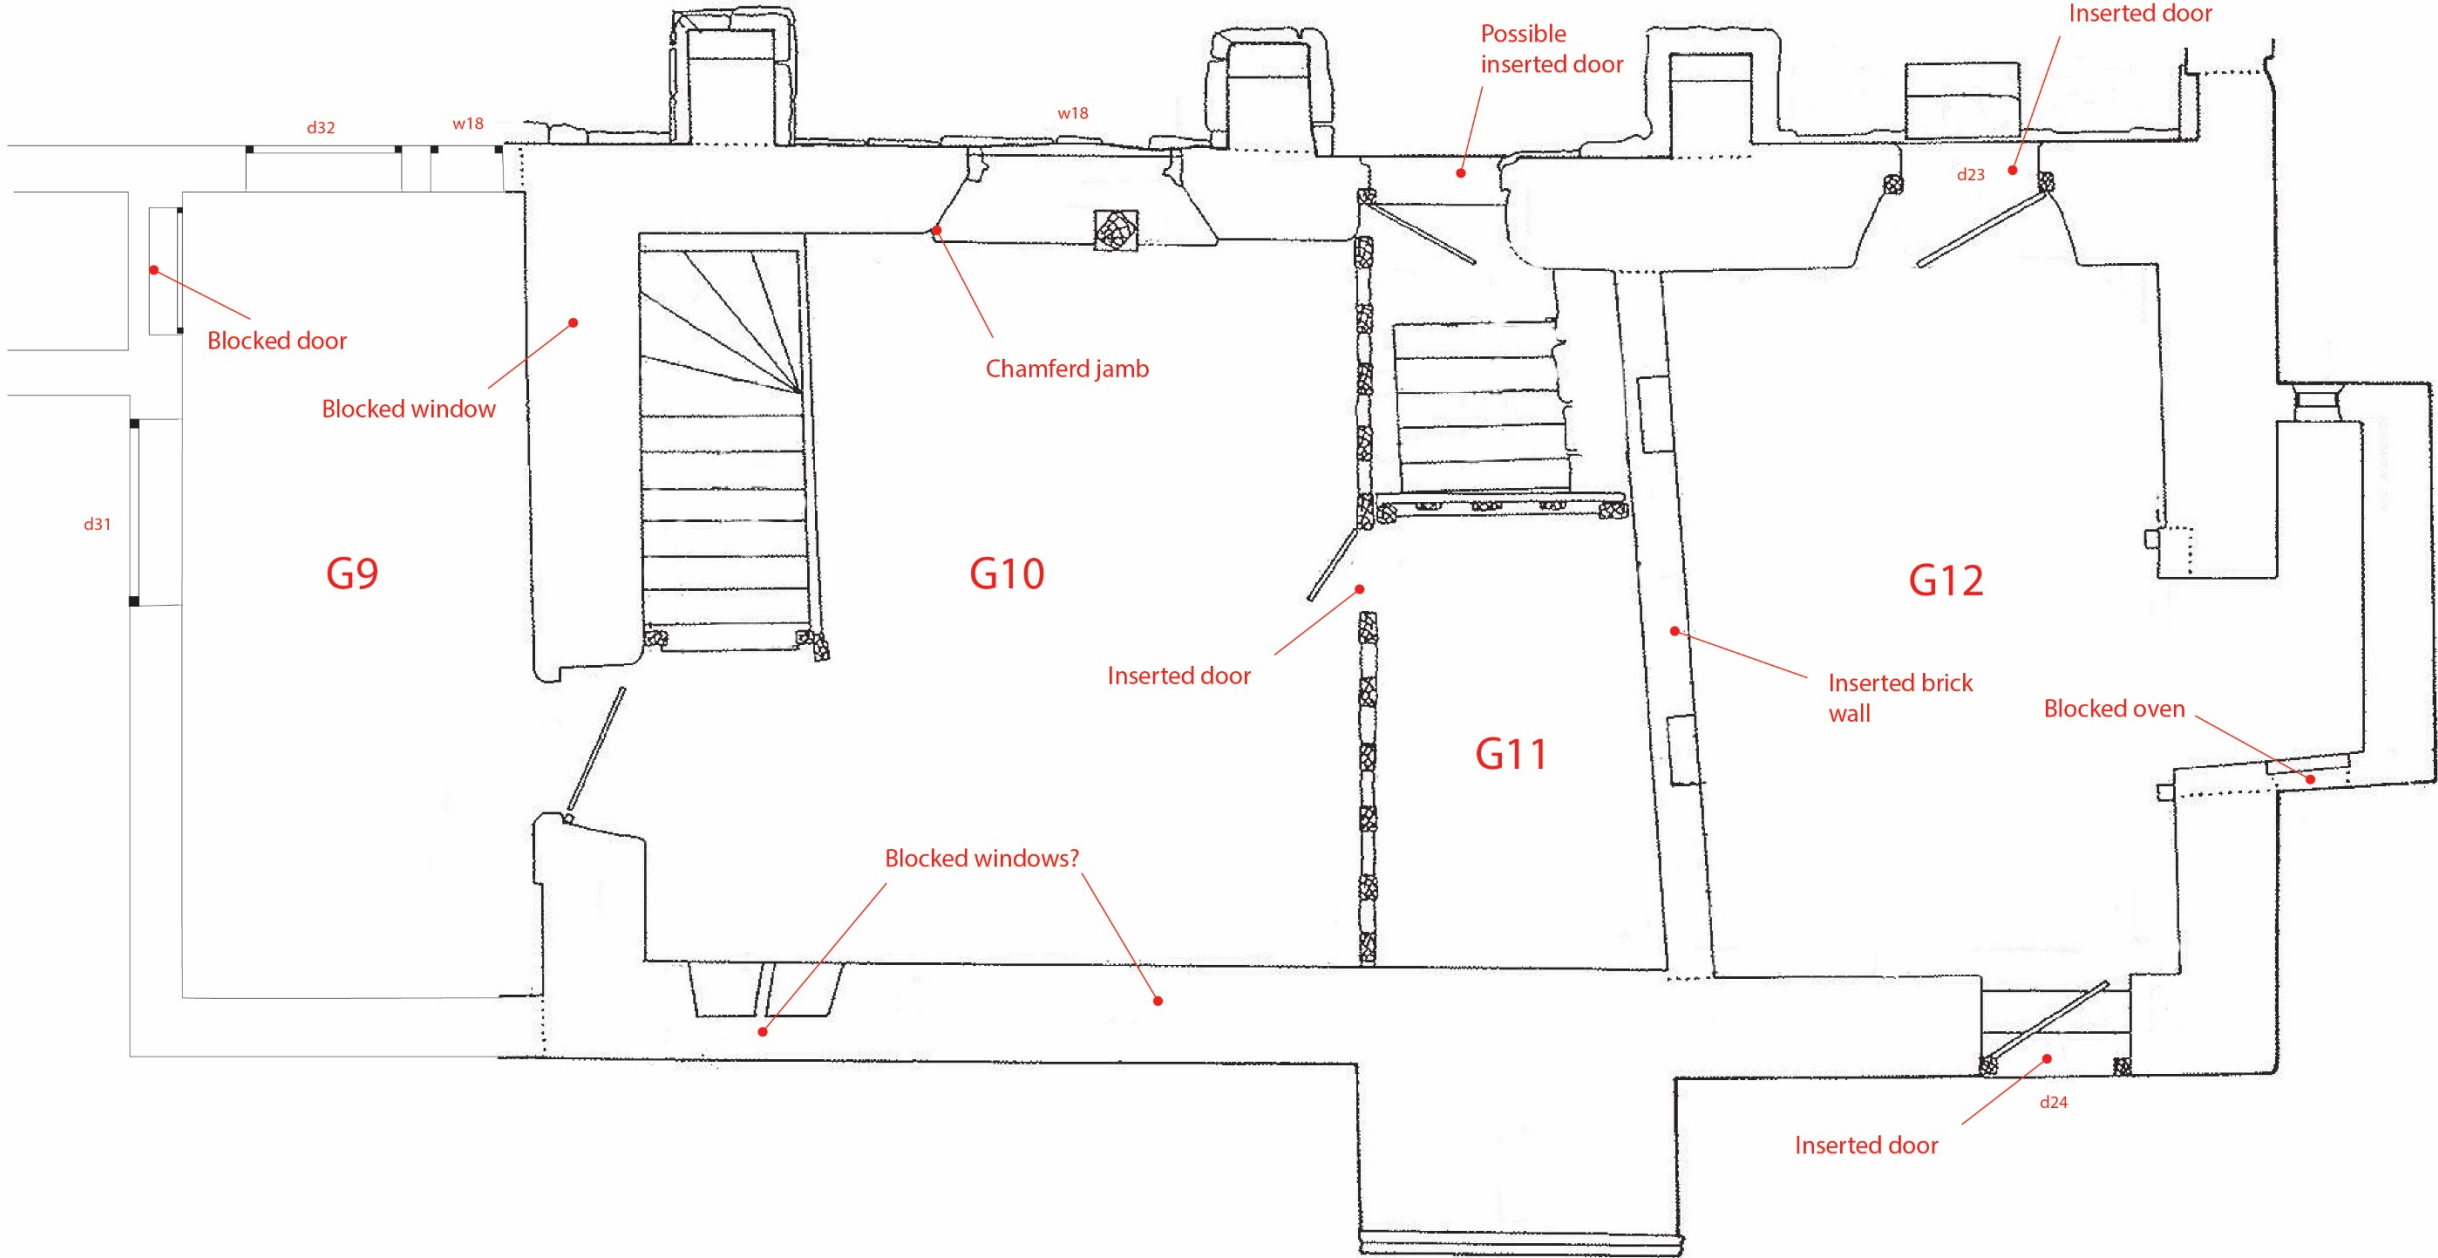 Inserted door
Possible
inserted door
w18
d32
w18
d23
Blocked door
Chamferd jamb
Blocked window
d31
G9
G10
G12
Inserted door
Inserted brick
wall
Blocked oven
G11
Blocked windows?
d24
Inserted door